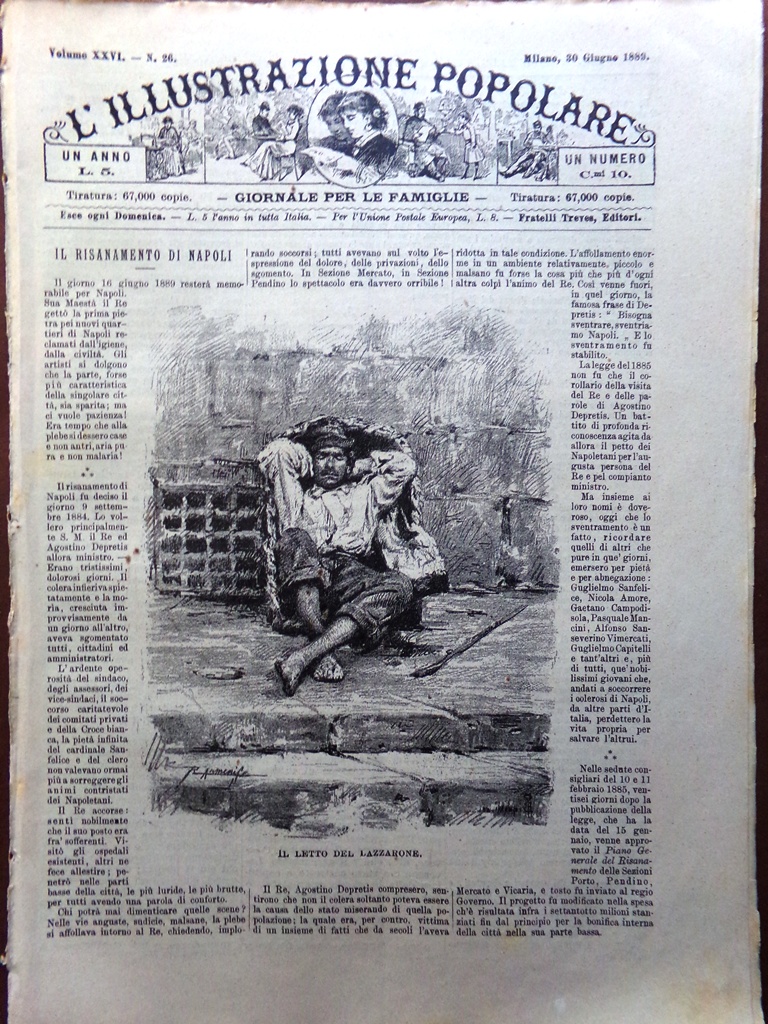 Volume XXVI. — N. 26.
Milano, 30 Giugno 1889.
L'ILLUSTRAZIONE POPOLARE
UN ANNO
L. 5.
UN NUMERO
C.mi 10.
Tiratura: 67,000 copie. — GIORNALE PER LE FAMIGLIE — Tiratura: 67,000 copie.
Esce ogni Domenica. — L. 5 l'anno in tutta Italia. — Per l'Unione Postale Europea, L. 8. — Fratelli Treves, Editori.
IL RISANAMENTO DI NAPOLI
Il giorno 16 giugno 1889 resterà memo-
rabile per Napoli.
Sua Maestà il Re
gettò la prima pie-
tra pei nuovi quar-
tieri di Napoli re-
clamati dall'igiene,
dalla civiltà. Gli
artisti si dolgono
che la parte, forse
più caratteristica
della singolare cit-
tà, sia sparita; ma
ci vuole pazienza!
Era tempo che alla
plebe si dessero case
e non antri, aria pu-
ra e non malaria!
Il risanamento di
Napoli fu deciso il
giorno 9 settem-
bre 1884. Lo vol-
lero principalmen-
te S. M. il Re ed
Agostino Depretis
allora ministro. —
Erano tristissimi,
dolorosi giorni. Il
colera infieriva spie-
tatamente e la mo-
ria, cresciuta im-
provvisamente da
un giorno all'altro,
aveva sgomentato
tutti, cittadini ed
amministratori.
L'ardente ope-
rosità del sindaco,
degli assessori, dei
vice-sindaci, il soc-
corso caritatevole
dei comitati privati
e della Croce bian-
ca, la pietà infinita
del cardinale San-
felice e del clero
non valevano ormai
più a sorreggere gli
animi contristati
dei Napoletani.
Il Re accorse:
sentì nobilmente
che il suo posto era
fra' sofferenti. Vi-
sitò gli ospedali
esistenti, altri ne
fece allestire; pe-
netrò nelle parti
basse della città, le più luride, le più brutte,
per tutti avendo una parola di conforto.
Chi potrà mai dimenticare quelle scene?
Nelle vie anguste, sudicie, malsane, la plebe
si affollava intorno al Re, chiedendo, implo-
rando soccorsi; tutti avevano sul volto l'e-
spressione del dolore, delle privazioni, dello
sgomento. In Sezione Mercato, in Sezione
Pendino lo spettacolo era davvero orribile!
IL LETTO DEL LAZZARONE.
Il Re, Agostino Depretis compresero, sen-
tirono che non il colera soltanto poteva essere
la causa dello stato miserando di quella po-
polazione; la quale era, per contro, vittima
di un insieme di fatti che da secoli l'aveva
ridotta in tale condizione. L'affollamento enor-
me in un ambiente relativamente piccolo e
malsano fu forse la cosa più che più d'ogni
altra colpì l'animo del Re. Così venne fuori,
in quel giorno, la
famosa frase di De-
pretis: " Bisogna
sventrare, sventria-
mo Napoli. „ E lo
sventramento fu
stabilito.
La legge del 1885
non fu che il co-
rollario della visita
del Re e delle pa-
role di Agostino
Depretis. Un bat-
tito di profonda ri-
conoscenza agita da
allora il petto dei
Napoletani per l'au-
gusta persona del
Re e pel compianto
ministro.
Ma insieme ai
loro nomi è dove-
roso, oggi che lo
sventramento è un
fatto, ricordare
quelli di altri che
pure in que' giorni,
emersero per pietà
e per abnegazione:
Guglielmo Sanfeli-
ce, Nicola Amore,
Gaetano Campodi-
sola, Pasquale Man-
cini, Alfonso San-
severino Vimercati,
Guglielmo Capitelli
e tant'altri e, più
di tutti, que' nobi-
lissimi giovani che,
andati a soccorrere
i colerosi di Napoli,
da altre parti d'I-
talia, perdettero la
vita propria per
salvare l'altrui.
Nelle sedute con-
sigliari del 10 e 11
febbraio 1885, ven-
tisei giorni dopo la
pubblicazione della
legge, che ha la
data del 15 gen-
naio, venne appro-
vato il Piano Ge-
nerale del Risana-
mento delle Sezioni
Porto, Pendino,
Mercato e Vicaria, e tosto fu inviato al regio
Governo. Il progetto fu modificato nella spesa
ch'è risultata infra i settantotto milioni stan-
ziati fin dal principio per la bonifica interna
della città nella sua parte bassa.